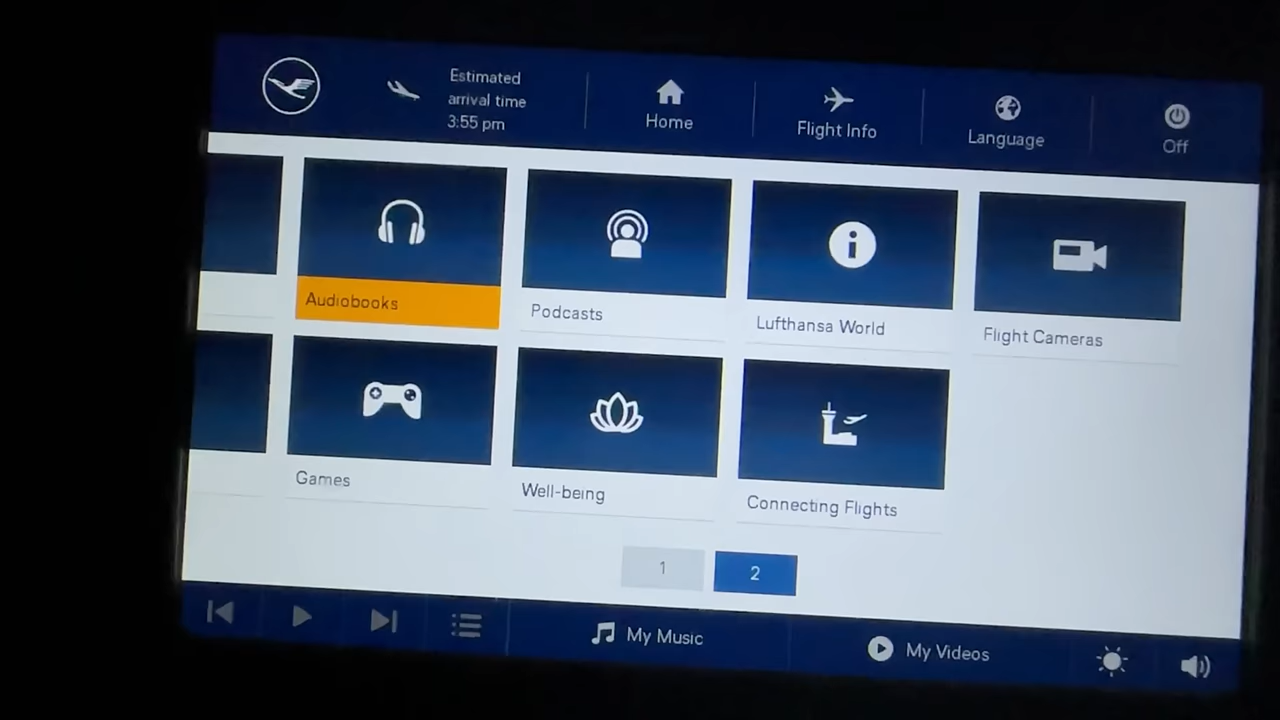 Estimated
arrival time
3:55 pm
Home
Flight Info
Language
Off
Audiobooks
Podcasts
Lufthansa World
Flight Cameras
Games
Well-being
Connecting Flights
1
2
My Music
My Videos